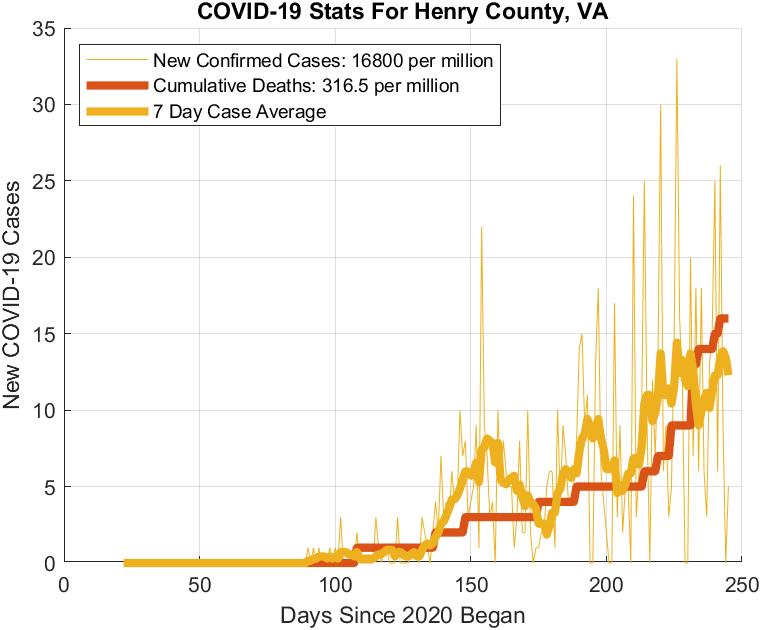 COVID-19 Stats For Henry County, VA
New Confirmed Cases: 16800 per million
Cumulative Deaths: 316.5 per million
7 Day Case Average
New COVID-19 Cases
35
30
25
20
15
10
5
0
0 50 100 150 200 250
Days Since 2020 Began